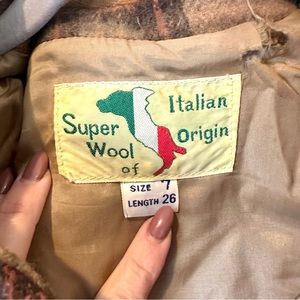 Super Italian
Wool Origin
of
SIZE 7
LENGTH 26